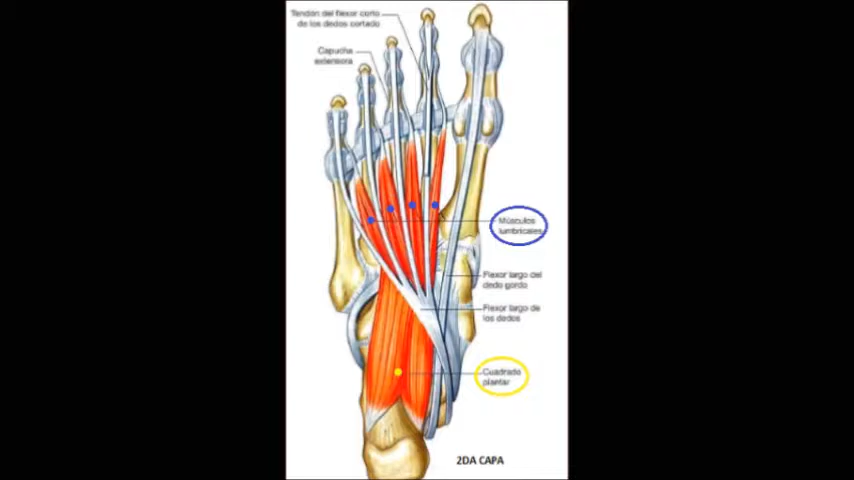 Tendón del flexor corto
de los dedos cortado
Capucha
extensora
Músculos
lumbricales
Flexor largo del
dedo gordo
Flexor largo de
los dedos
Cuadrado
plantar
2DA CAPA